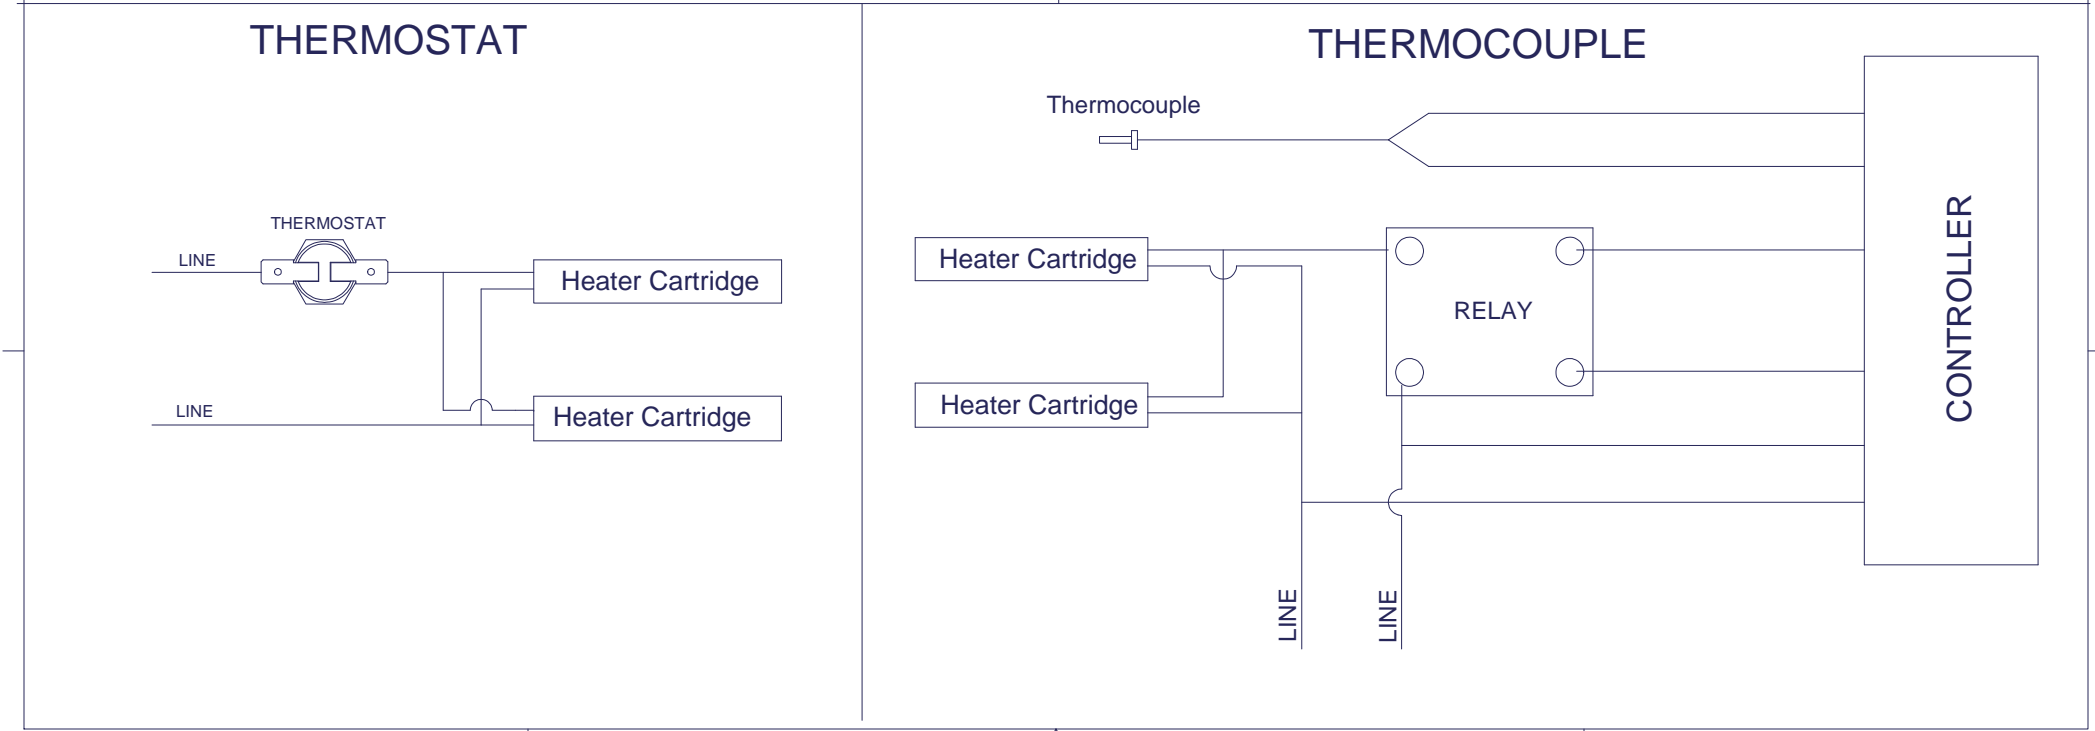 THERMOSTAT
THERMOSTAT
LINE
Heater Cartridge
LINE
Heater Cartridge
THERMOCOUPLE
Thermocouple
Heater Cartridge
RELAY
Heater Cartridge
CONTROLLER
LINE
LINE